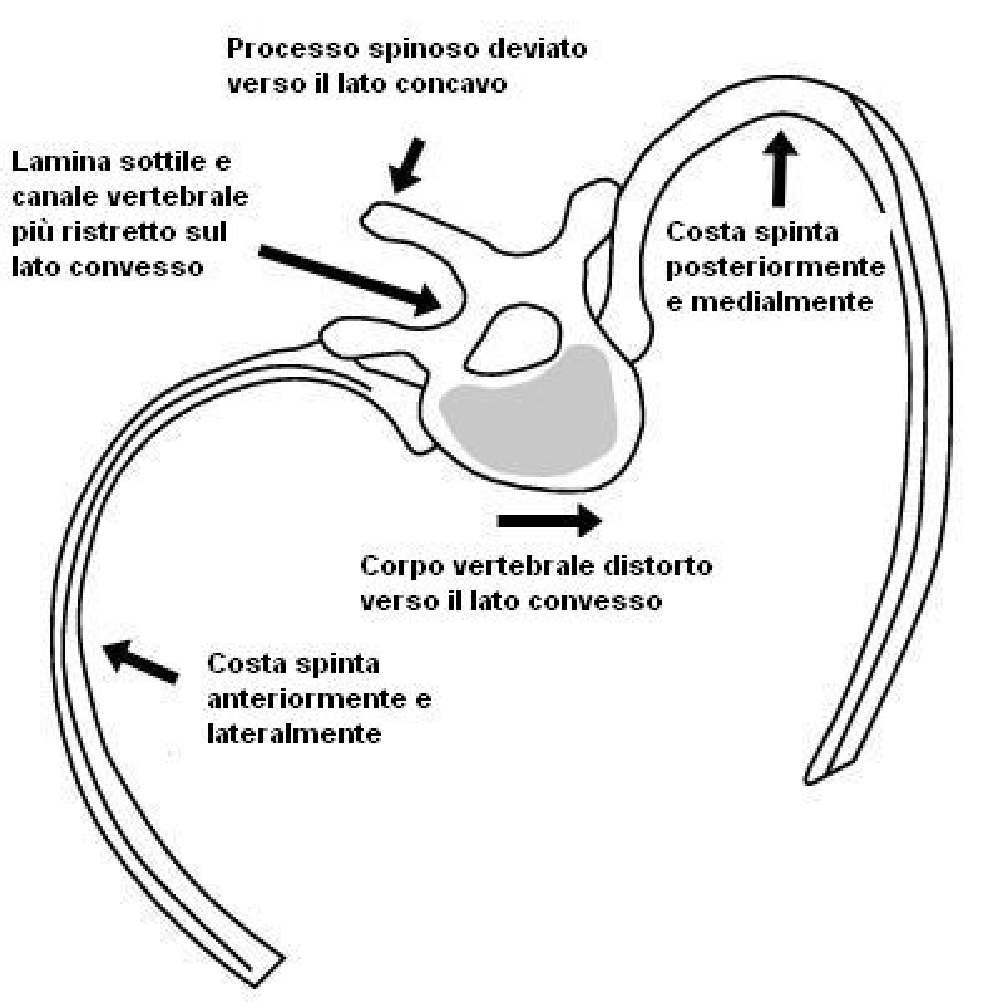 Processo spinoso deviato
verso il lato concavo
Lamina sottile e
canale vertebrale
più ristretto sul
lato convesso
Costa spinta
posteriormente
e medialmente
Corpo vertebrale distorto
verso il lato convesso
Costa spinta
anteriormente e
lateralmente